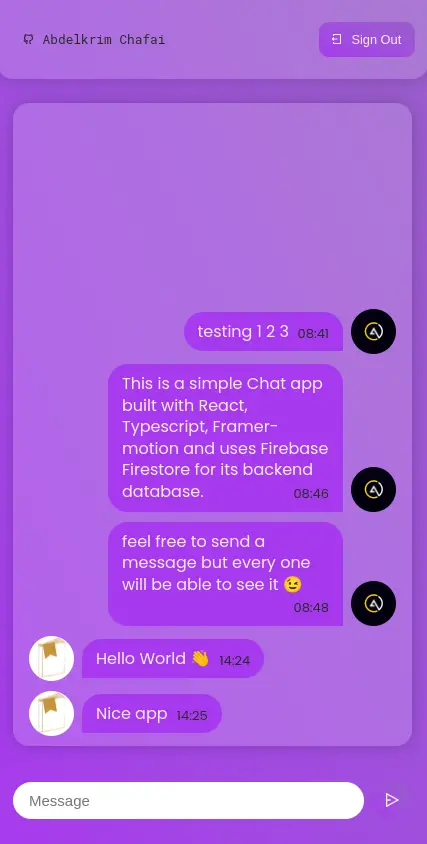 Abdelkrim Chafai
Sign Out
testing 1 2 3 08:41
This is a simple Chat app
built with React,
Typescript, Framer-
motion and uses Firebase
Firestore for its backend
database. 08:46
feel free to send a
message but every one
will be able to see it 😉
08:48
Hello World 👋 14:24
Nice app 14:25
Message